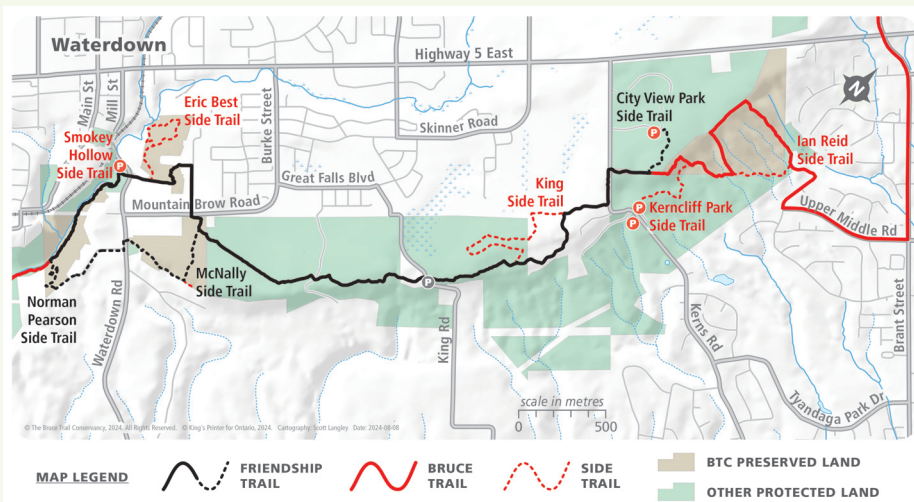 Waterdown
Highway 5 East
Main St
Mill St
Eric Best
Side Trail
Burke Street
Skinner Road
City View Park
Side Trail
P
N
Smokey
Hollow
Side Trail
P
Ian Reid
Side Trail
Great Falls Blvd
King
Side Trail
Mountain Brow Road
P
P
Kerncliff Park
Side Trail
Upper Middle Rd
McNally
Side Trail
P
Norman
Pearson
Side Trail
Waterdown Rd
King Rd
Kerns Rd
Brant Street
Tyandaga Park Dr
scale in metres
0 500
© The Bruce Trail Conservancy, 2024, All Rights Reserved. © King's Printer for Ontario, 2024. Cartography: Scott Langley Date: 2024-08-08
MAP LEGEND
FRIENDSHIP
TRAIL
BRUCE
TRAIL
SIDE
TRAIL
BTC PRESERVED LAND
OTHER PROTECTED LAND